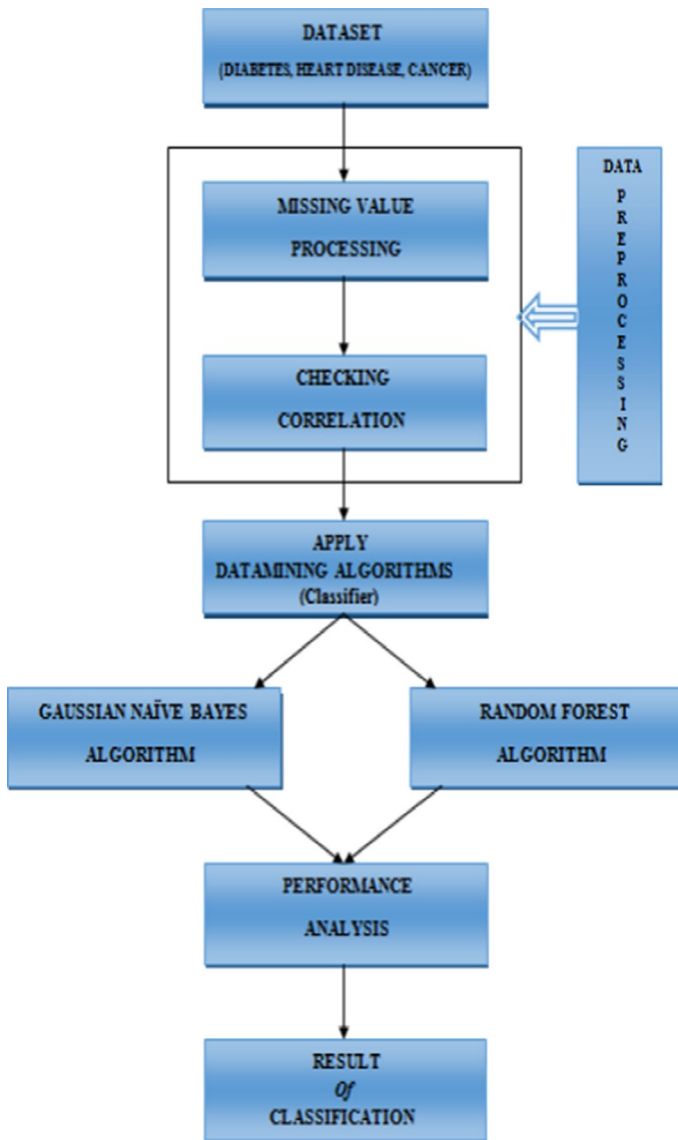 DATASET
(DIABETES, HEART DISEASE, CANCER)
MISSING VALUE
PROCESSING
DATA
P
R
E
P
R
O
C
E
S
S
I
N
G
CHECKING
CORRELATION
APPLY
DATAMINING ALGORITHMS
(Classifier)
GAUSSIAN NAÏVE BAYES
ALGORITHM
RANDOM FOREST
ALGORITHM
PERFORMANCE
ANALYSIS
RESULT
Of
CLASSIFICATION